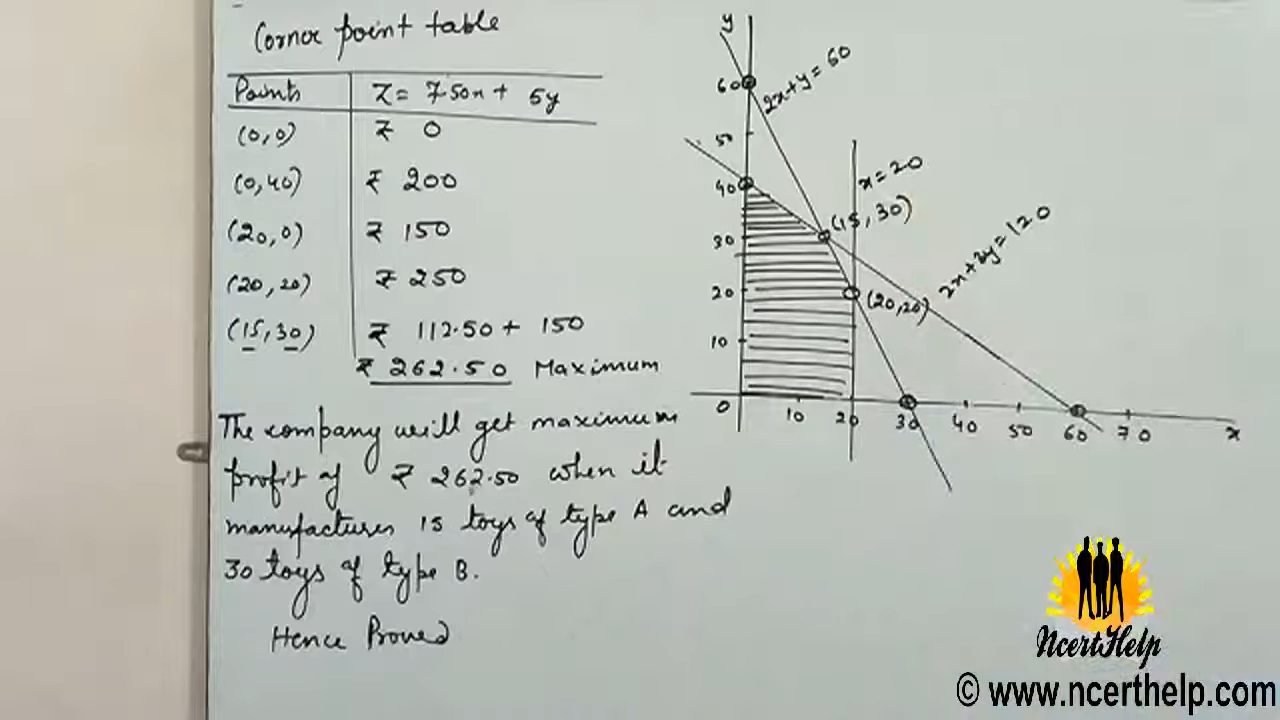 Corner point table
Points Z = 7.50x + 5y
(0,0) ₹ 0
(0,40) ₹ 200
(20,0) ₹ 150
(20,20) ₹ 250
(15,30) ₹ 112.50 + 150
₹ 262.50 Maximum
The company will get maximum
profit of ₹ 262.50 when it
manufactures 15 toys of type A and
30 toys of type B.
Hence Proved
y
60
2x+y=60
50
x=20
40
(15,30)
30
2x+3y=120
20
(20,20)
10
0 10 20 30 40 50 60 70 x
NcertHelp
© www.ncerthelp.com